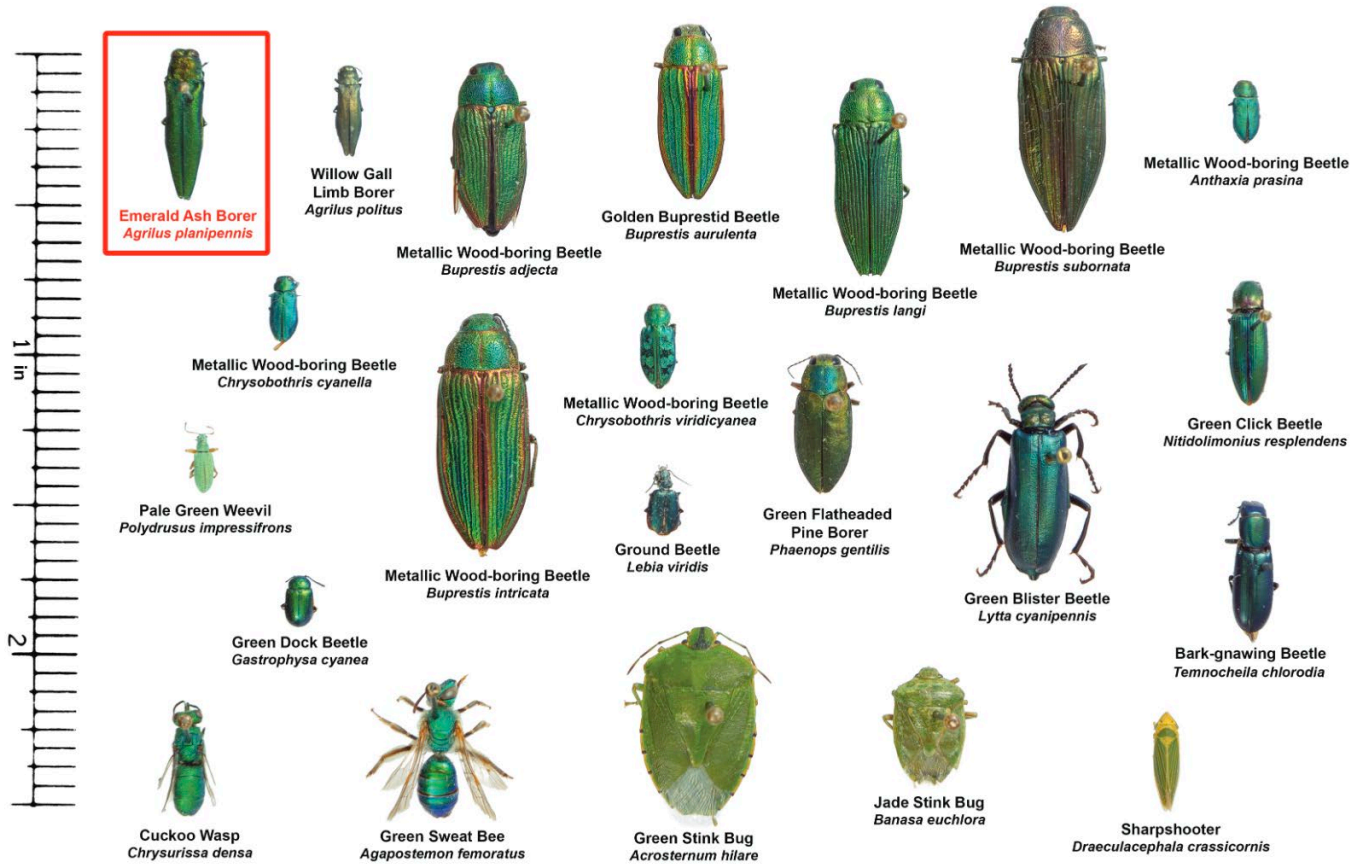 Emerald Ash Borer
Agrilus planipennis
Willow Gall
Limb Borer
Agrilus politus
Metallic Wood-boring Beetle
Buprestis adjecta
Golden Buprestid Beetle
Buprestis aurulenta
Metallic Wood-boring Beetle
Buprestis langi
Metallic Wood-boring Beetle
Buprestis subornata
Metallic Wood-boring Beetle
Anthaxia prasina
1 in
Metallic Wood-boring Beetle
Chrysobothris cyanella
Metallic Wood-boring Beetle
Chrysobothris viridicyanea
Green Click Beetle
Nitidolimonius resplendens
Pale Green Weevil
Polydrusus impressifrons
Metallic Wood-boring Beetle
Buprestis intricata
Ground Beetle
Lebia viridis
Green Flatheaded
Pine Borer
Phaenops gentilis
Green Blister Beetle
Lytta cyanipennis
Bark-gnawing Beetle
Temnocheila chlorodia
2
Green Dock Beetle
Gastrophysa cyanea
Cuckoo Wasp
Chrysurissa densa
Green Sweat Bee
Agapostemon femoratus
Green Stink Bug
Acrosternum hilare
Jade Stink Bug
Banasa euchlora
Sharpshooter
Draeculacephala crassicornis